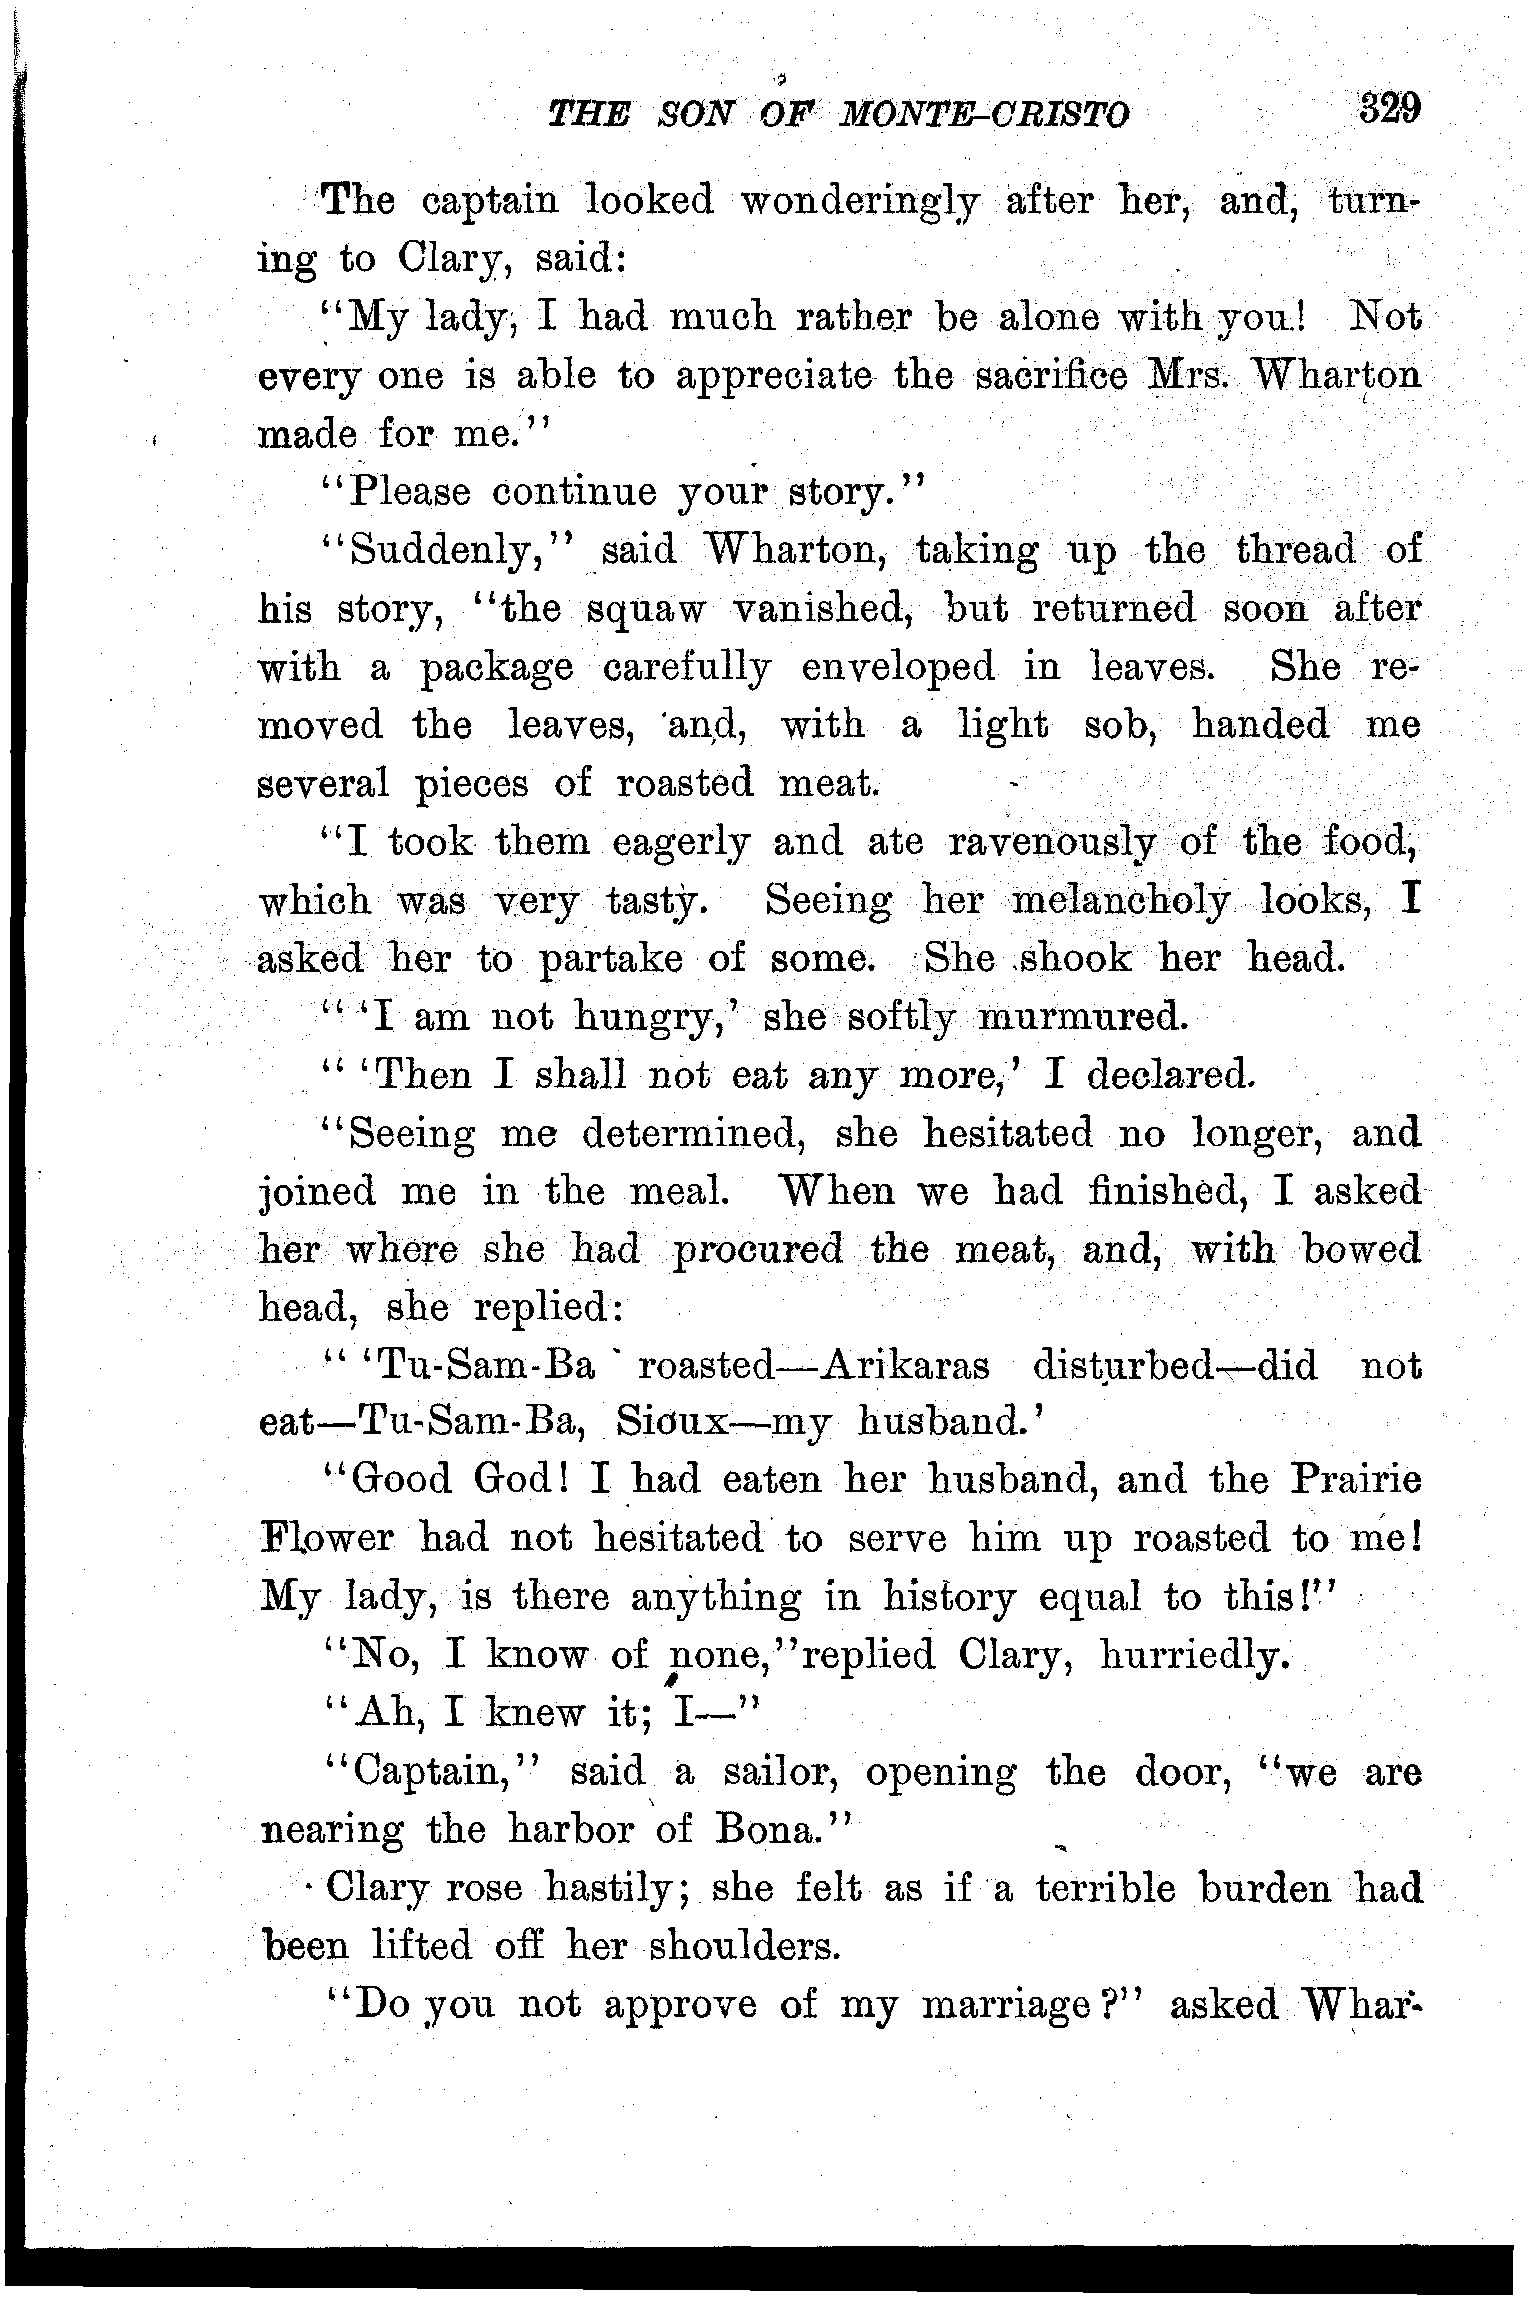 THE SON OF MONTE-CRISTO 329
The captain looked wonderingly after her, and, turn-
ing to Clary, said:
"My lady, I had much rather be alone with you! Not
every one is able to appreciate the sacrifice Mrs. Wharton
made for me."
"Please continue your story."
"Suddenly," said Wharton, taking up the thread of
his story, "the squaw vanished, but returned soon after
with a package carefully enveloped in leaves. She re-
moved the leaves, and, with a light sob, handed me
several pieces of roasted meat.
"I took them eagerly and ate ravenously of the food,
which was very tasty. Seeing her melancholy looks, I
asked her to partake of some. She shook her head.
" 'I am not hungry,' she softly murmured.
" 'Then I shall not eat any more,' I declared.
"Seeing me determined, she hesitated no longer, and
joined me in the meal. When we had finished, I asked
her where she had procured the meat, and, with bowed
head, she replied:
" 'Tu-Sam-Ba roasted—Arikaras disturbed—did not
eat—Tu-Sam-Ba, Sioux—my husband.'
"Good God! I had eaten her husband, and the Prairie
Flower had not hesitated to serve him up roasted to me!
My lady, is there anything in history equal to this!"
"No, I know of none,"replied Clary, hurriedly.
"Ah, I knew it; I—"
"Captain," said a sailor, opening the door, "we are
nearing the harbor of Bona."
Clary rose hastily; she felt as if a terrible burden had
been lifted off her shoulders.
"Do you not approve of my marriage?" asked Whar-